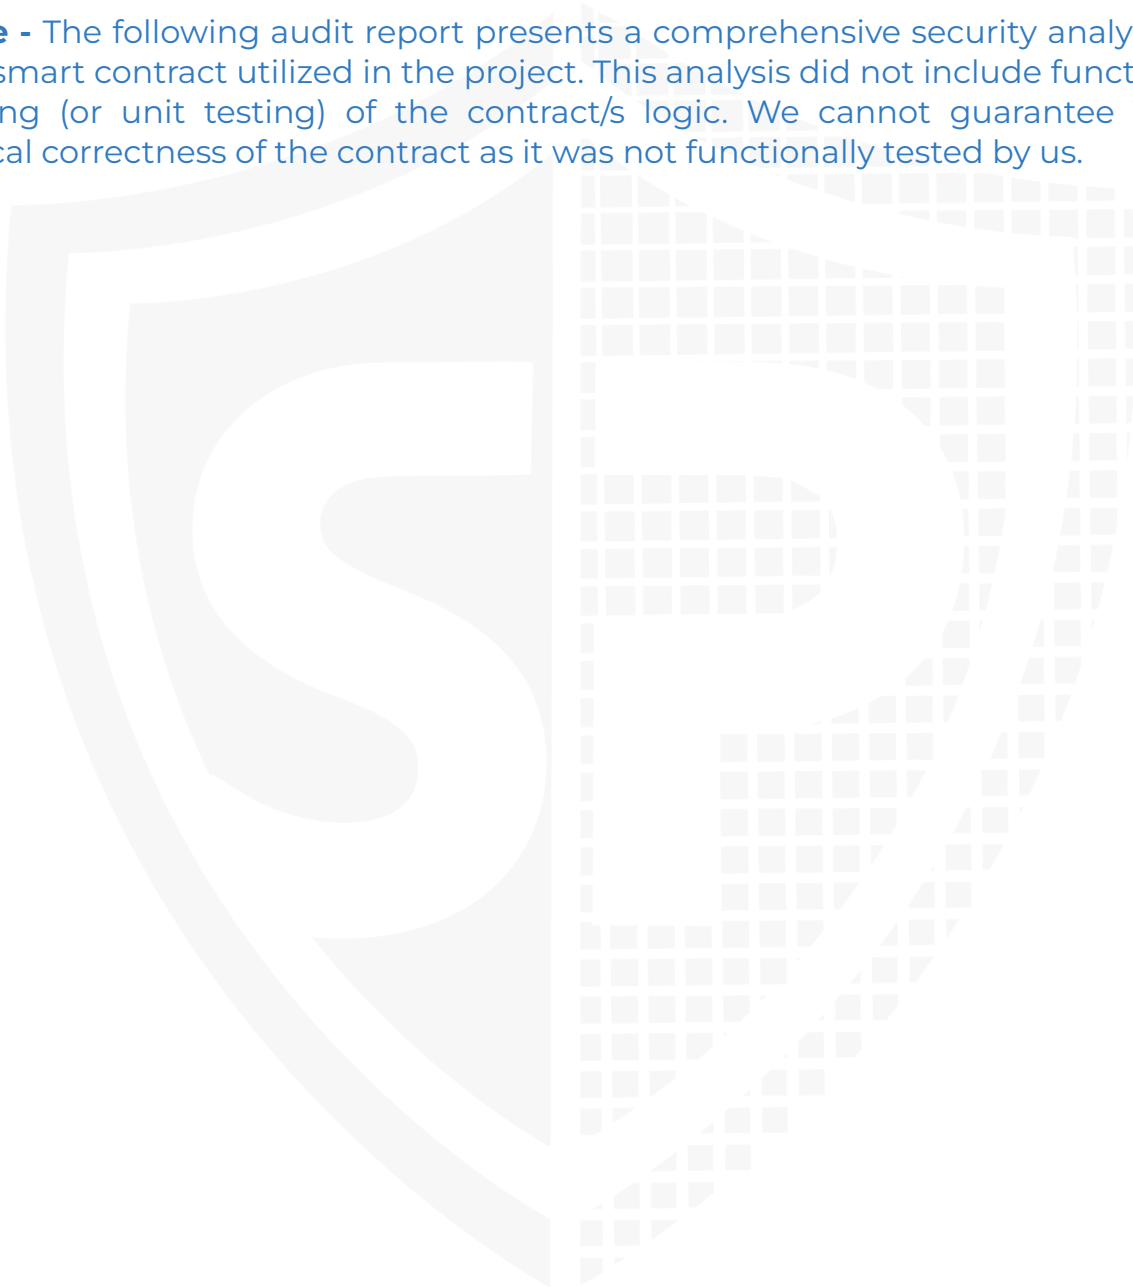 e - The following audit report presents a comprehensive security analy
smart contract utilized in the project. This analysis did not include funct
ng (or unit testing) of the contract/s logic. We cannot guarantee
cal correctness of the contract as it was not functionally tested by us.
SP